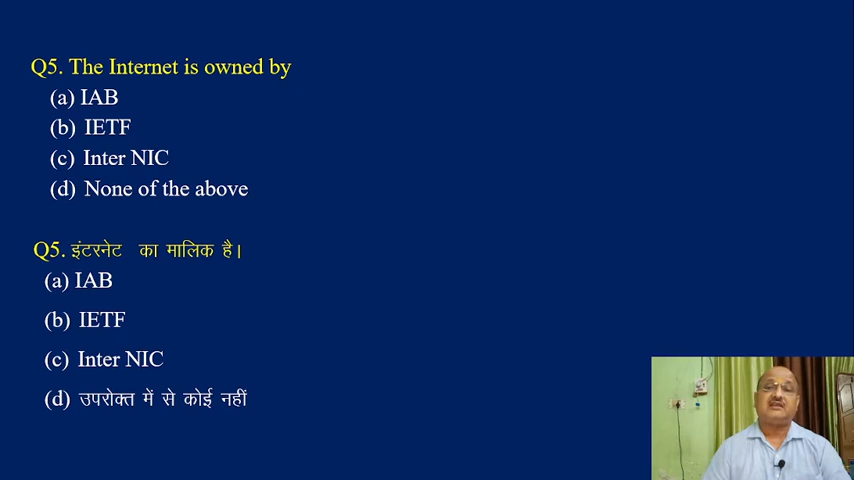 Q5. The Internet is owned by
(a) IAB
(b) IETF
(c) Inter NIC
(d) None of the above
Q5. इंटरनेट का मालिक है।
(a) IAB
(b) IETF
(c) Inter NIC
(d) उपरोक्त में से कोई नहीं